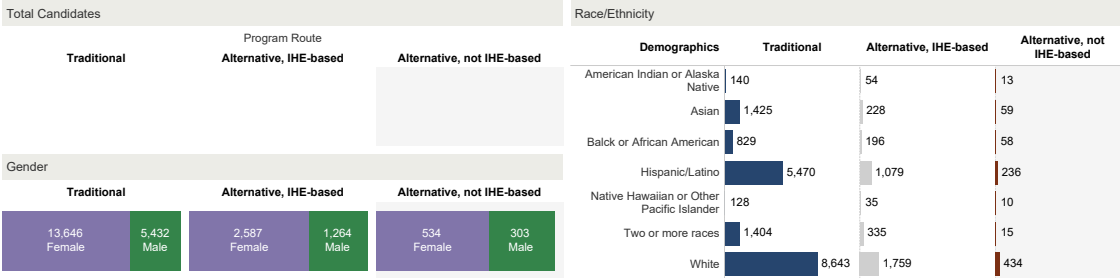 Total Candidates
Program Route
Traditional Alternative, IHE-based Alternative, not IHE-based
Gender
Traditional Alternative, IHE-based Alternative, not IHE-based
13,646 5,432 2,587 1,264 534 303
Female Male Female Male Female Male
Race/Ethnicity
Demographics Traditional Alternative, IHE-based Alternative, not
IHE-based
American Indian or Alaska
Native 140 54 13
Asian 1,425 228 59
Balck or African American 829 196 58
Hispanic/Latino 5,470 1,079 236
Native Hawaiian or Other
Pacific Islander 128 35 10
Two or more races 1,404 335 15
White 8,643 1,759 434